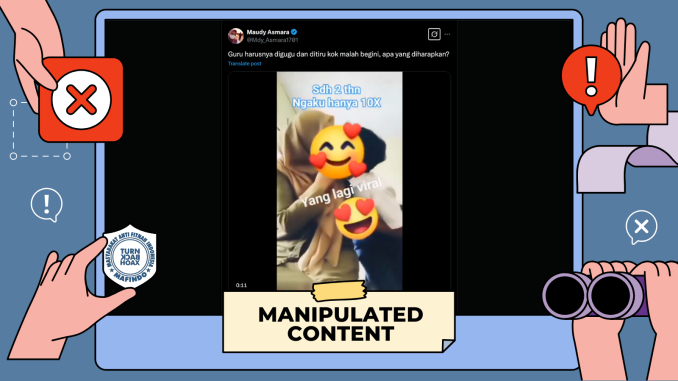 Maudy Asmara
@Mdy_Asmara1701
Guru harusnya digugu dan ditiru kok malah begini, apa yang diharapkan?
Translate post
Sdh 2 thn
Ngaku hanya 10X
Yang lagi viral
0:11
MANIPULATED
CONTENT
MASYARAKAT ANTI FITNAH INDONESIA
TURN
BACK
HOAX
MAFINDO